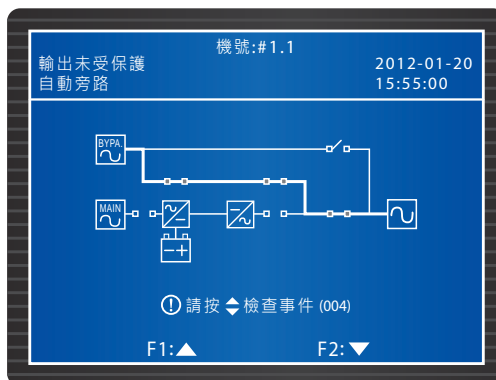 機號:#1.1
輸出未受保護
自動旁路
2012-01-20
15:55:00
BYPA.
MAIN
請按 檢查事件 (004)
F1:
F2: